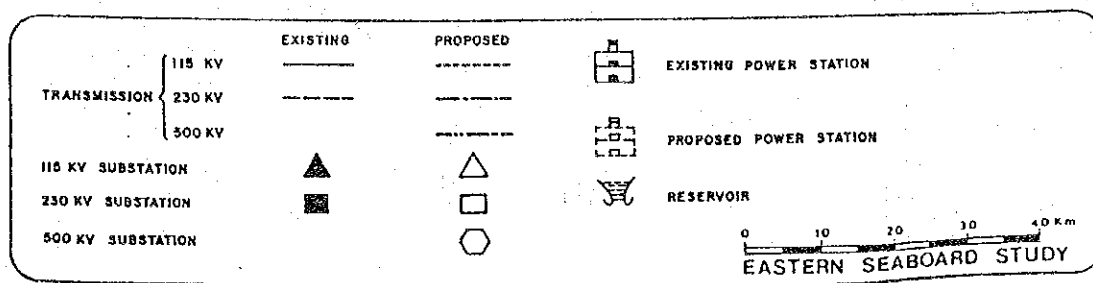 EXISTING PROPOSED
115 KV
TRANSMISSION 230 KV
500 KV
115 KV SUBSTATION
230 KV SUBSTATION
500 KV SUBSTATION
EXISTING POWER STATION
PROPOSED POWER STATION
RESERVOIR
0 10 20 30 40 Km
EASTERN SEABOARD STUDY